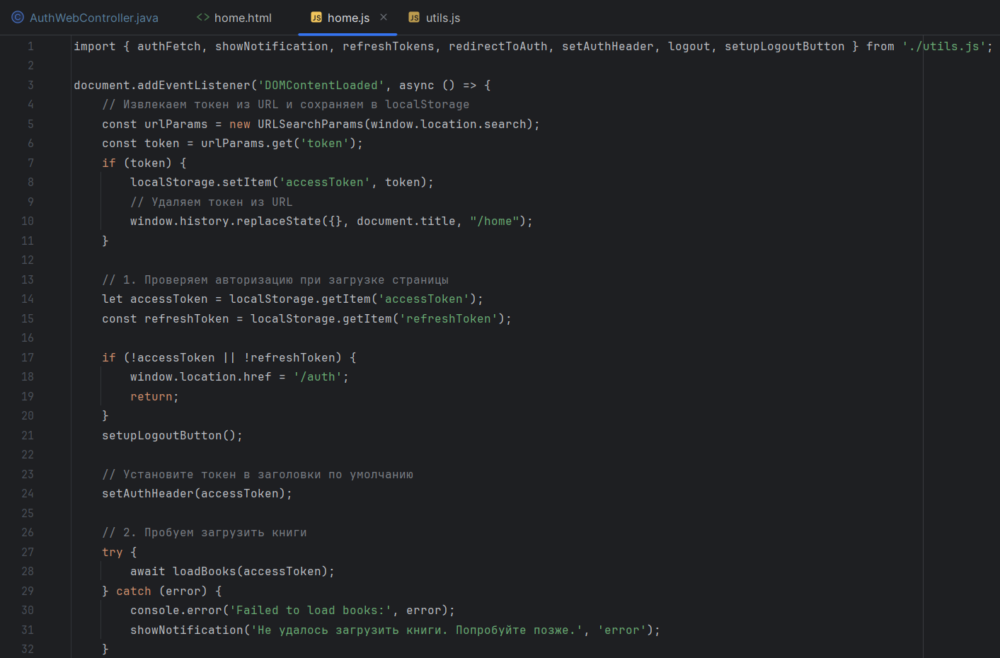 AuthWebController.java home.html home.js utils.js
1 import { authFetch, showNotification, refreshTokens, redirectToAuth, setAuthHeader, logout, setupLogoutButton } from './utils.js';
2
3 document.addEventListener('DOMContentLoaded', async () => {
4     // Извлекаем токен из URL и сохраняем в localStorage
5     const urlParams = new URLSearchParams(window.location.search);
6     const token = urlParams.get('token');
7     if (token) {
8         localStorage.setItem('accessToken', token);
9         // Удаляем токен из URL
10         window.history.replaceState({}, document.title, "/home");
11     }
12
13     // 1. Проверяем авторизацию при загрузке страницы
14     let accessToken = localStorage.getItem('accessToken');
15     const refreshToken = localStorage.getItem('refreshToken');
16
17     if (!accessToken || !refreshToken) {
18         window.location.href = '/auth';
19         return;
20     }
21     setupLogoutButton();
22
23     // Установите токен в заголовки по умолчанию
24     setAuthHeader(accessToken);
25
26     // 2. Пробуем загрузить книги
27     try {
28         await loadBooks(accessToken);
29     } catch (error) {
30         console.error('Failed to load books:', error);
31         showNotification('Не удалось загрузить книги. Попробуйте позже.', 'error');
32     }